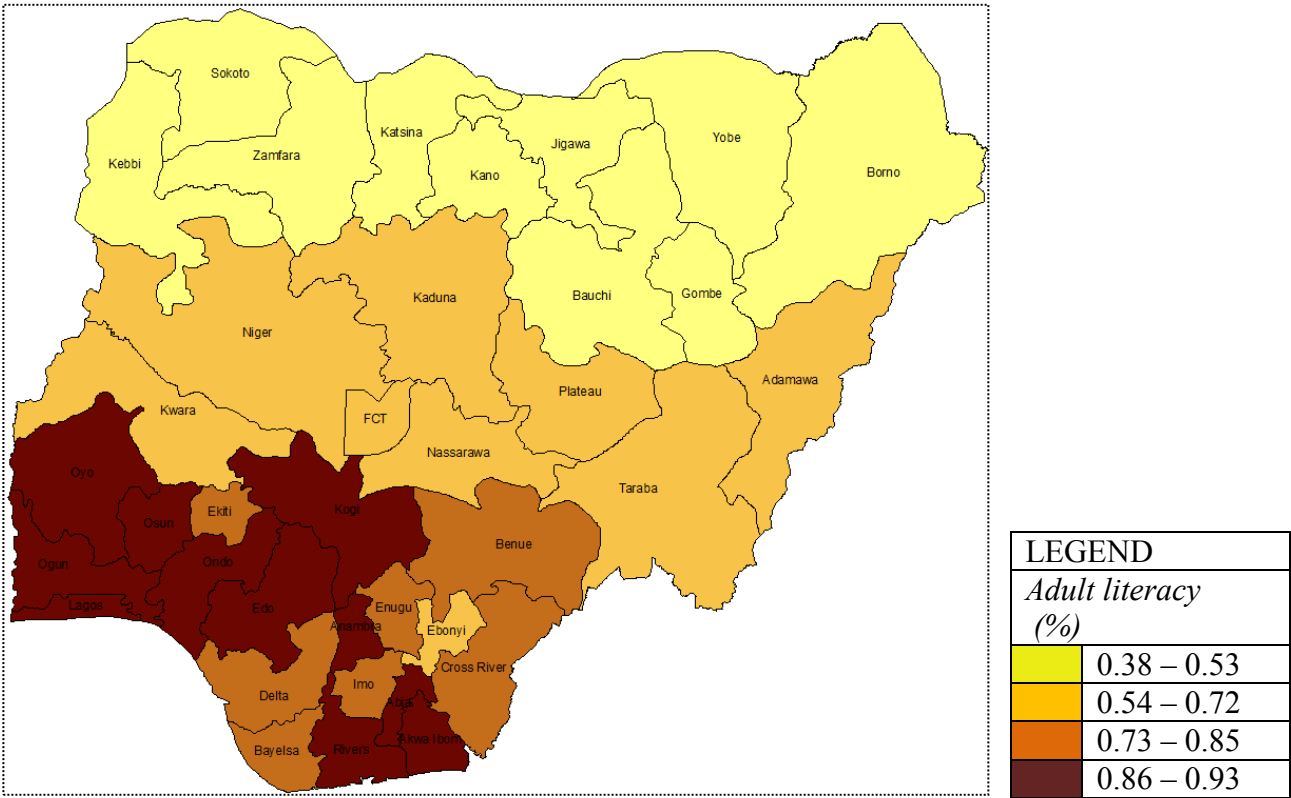 Sokoto
Katsina
Yobe
Jigawa
Kebbi
Zamfara
Kano
Borno
Bauchi
Gombe
Kaduna
Niger
Adamawa
Plateau
Kwara
FCT
Nassarawa
Oyo
Taraba
Osun
Ekiti
Kogi
Benue
Ogun
Ondo
Lagos
Edo
Enugu
Anambra
Ebonyi
Cross River
Imo
Delta
Abia
Akwa Ibom
Bayelsa
Rivers
LEGEND
Adult literacy
(%)
0.38 – 0.53
0.54 – 0.72
0.73 – 0.85
0.86 – 0.93